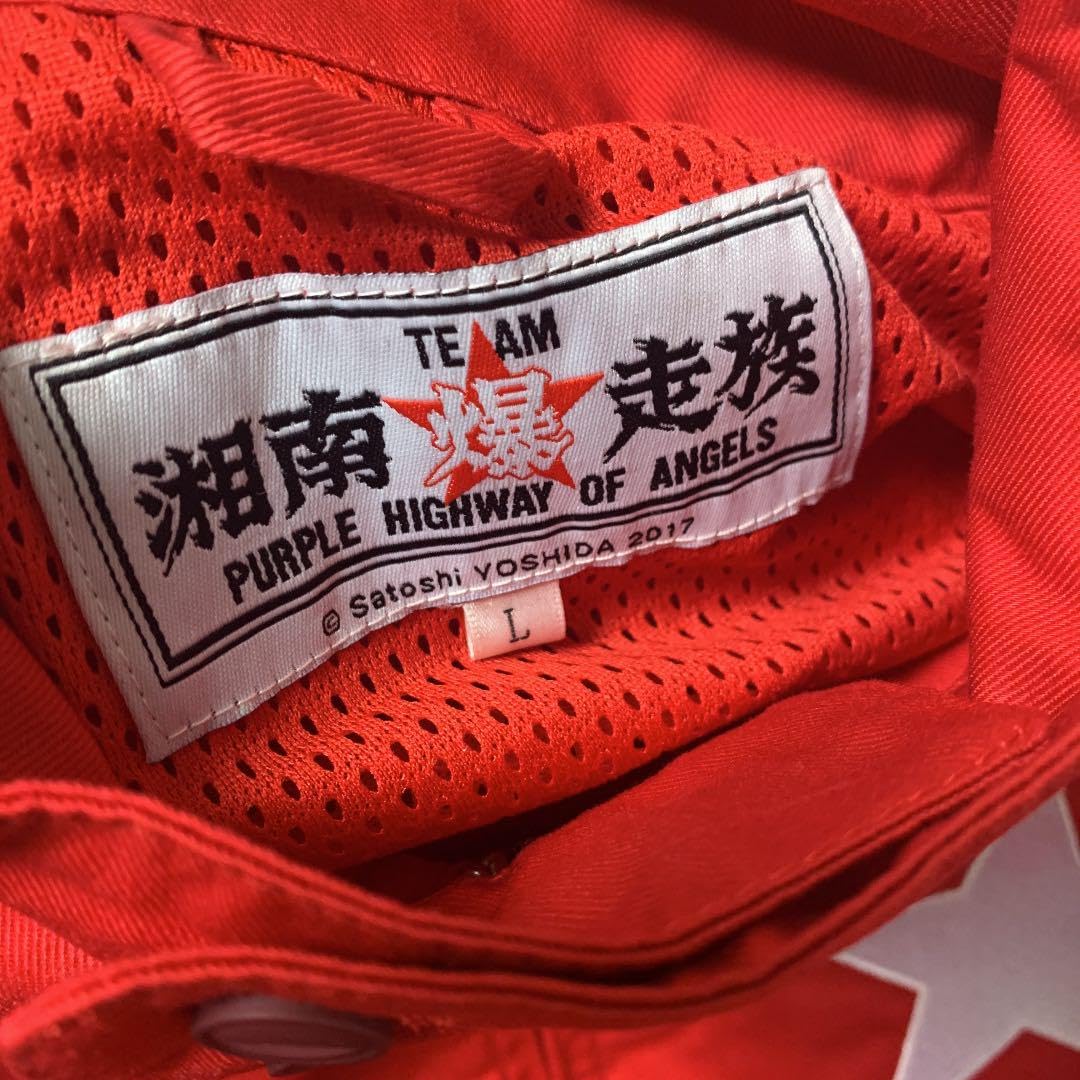 TEAM
湘南爆走族
PURPLE HIGHWAY OF ANGELS
© Satoshi YOSHIDA 2017
L